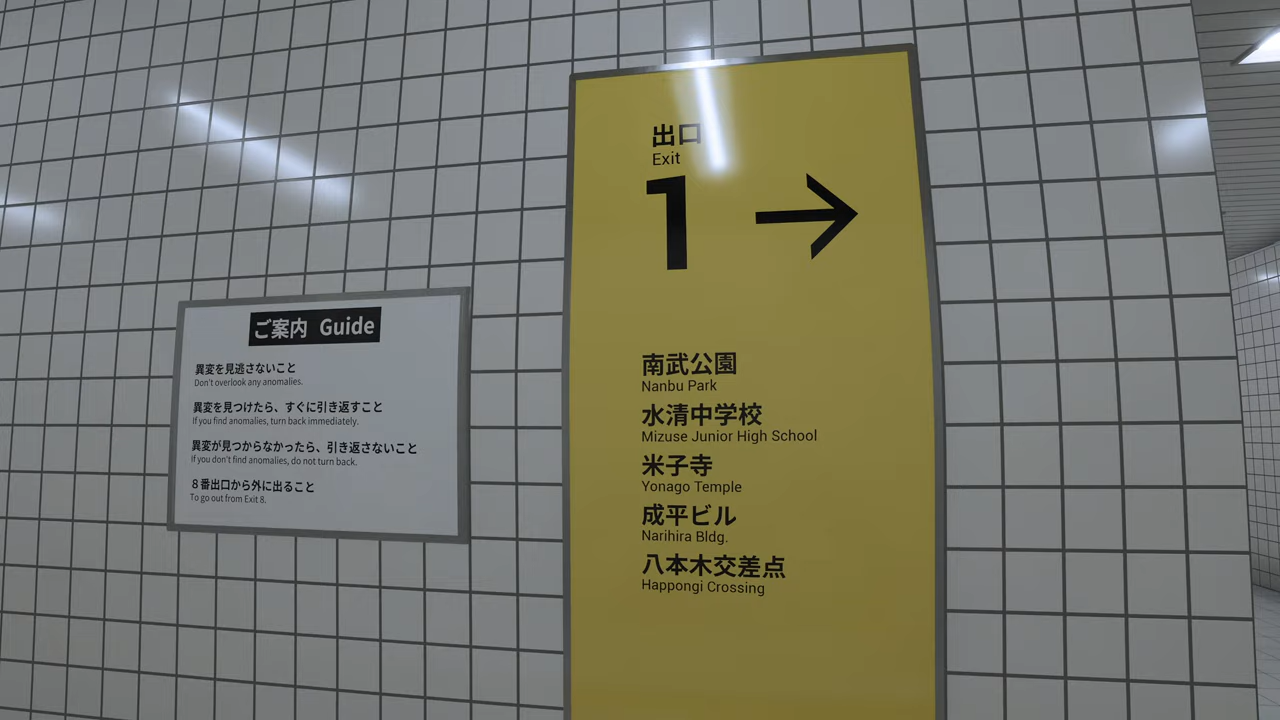 ご案内 Guide
異変を見逃さないこと
Don't overlook any anomalies.
異変を見つけたら、すぐに引き返すこと
If you find anomalies, turn back immediately.
異変が見つからなかったら、引き返さないこと
If you don't find anomalies, do not turn back.
８番出口から外に出ること
To go out from Exit 8.
出口
Exit
1 →
南武公園
Nanbu Park
水清中学校
Mizuse Junior High School
米子寺
Yonago Temple
成平ビル
Narihira Bldg.
八本木交差点
Happongi Crossing